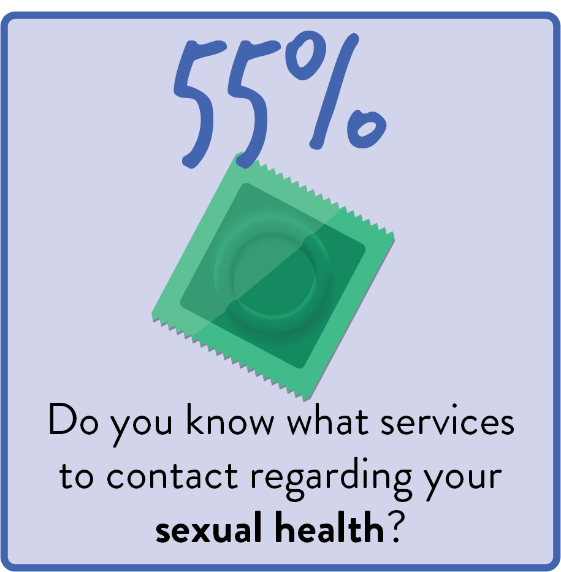 55%
Do you know what services
to contact regarding your
sexual health?